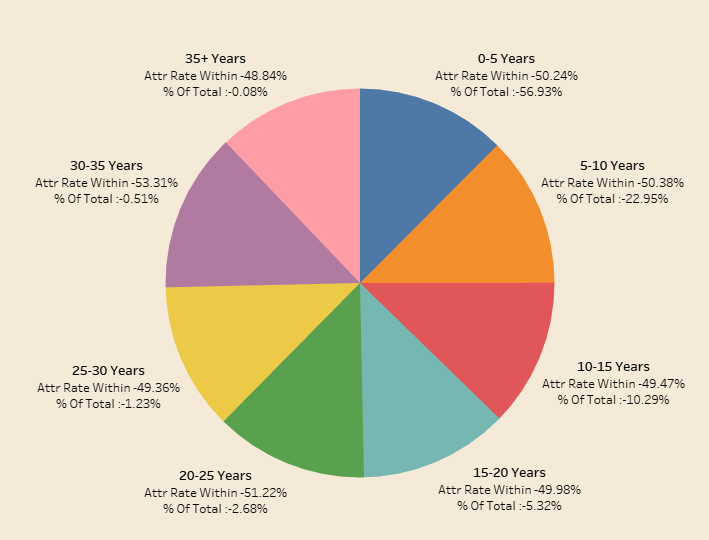 35+ Years
Attr Rate Within -48.84%
% Of Total :-0.08%
0-5 Years
Attr Rate Within -50.24%
% Of Total :-56.93%
30-35 Years
Attr Rate Within -53.31%
% Of Total :-0.51%
5-10 Years
Attr Rate Within -50.38%
% Of Total :-22.95%
25-30 Years
Attr Rate Within -49.36%
% Of Total :-1.23%
10-15 Years
Attr Rate Within -49.47%
% Of Total :-10.29%
20-25 Years
Attr Rate Within -51.22%
% Of Total :-2.68%
15-20 Years
Attr Rate Within -49.98%
% Of Total :-5.32%